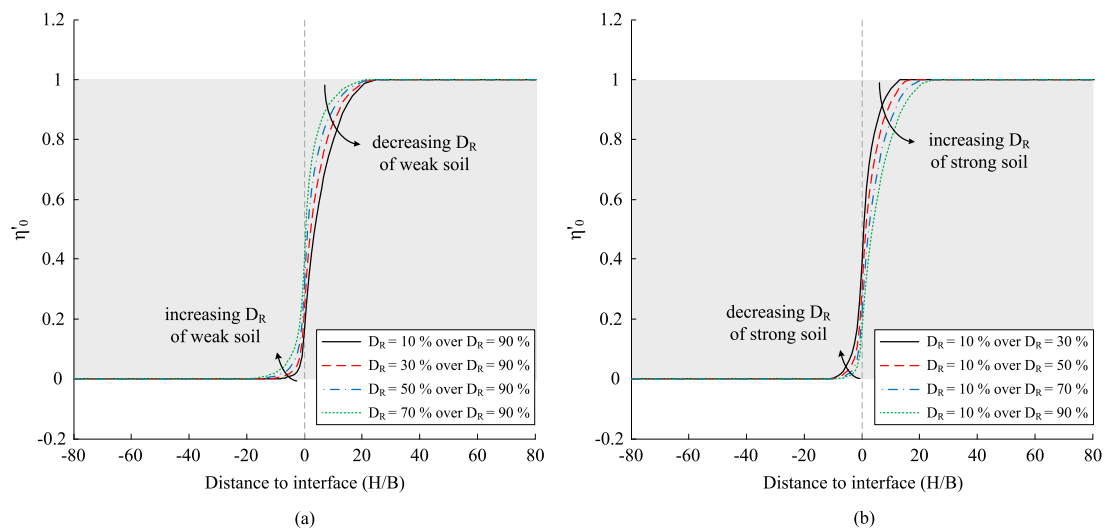 1.2
1
0.8
0.6
0.4
0.2
0
-0.2
η'0
decreasing DR
of weak soil
increasing DR
of weak soil
DR = 10 % over DR = 90 %
DR = 30 % over DR = 90 %
DR = 50 % over DR = 90 %
DR = 70 % over DR = 90 %
-80 -60 -40 -20 0 20 40 60 80
Distance to interface (H/B)
(a)
1.2
1
0.8
0.6
0.4
0.2
0
-0.2
η'0
increasing DR
of strong soil
decreasing DR
of strong soil
DR = 10 % over DR = 30 %
DR = 10 % over DR = 50 %
DR = 10 % over DR = 70 %
DR = 10 % over DR = 90 %
-80 -60 -40 -20 0 20 40 60 80
Distance to interface (H/B)
(b)